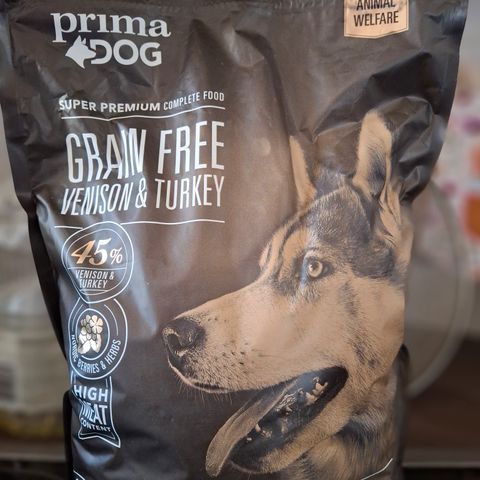 ANIMAL
WELFARE
prima
DOG
SUPER PREMIUM COMPLETE FOOD
GRAIN FREE
VENISON & TURKEY
45%
VENISON &
TURKEY
NORDIC BERRIES & HERBS
HIGH
MEAT
CONTENT